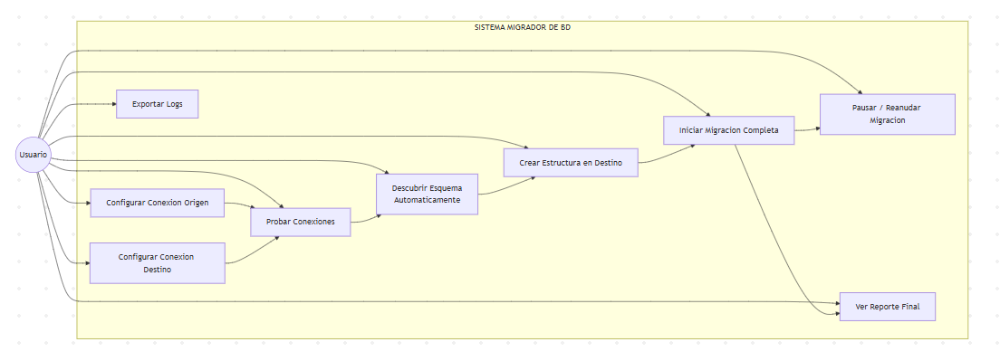 SISTEMA MIGRADOR DE BD
Usuario
Exportar Logs
Configurar Conexion Origen
Configurar Conexion
Destino
Probar Conexiones
Descubrir Esquema
Automaticamente
Crear Estructura en Destino
Iniciar Migracion Completa
Pausar / Reanudar
Migracion
Ver Reporte Final